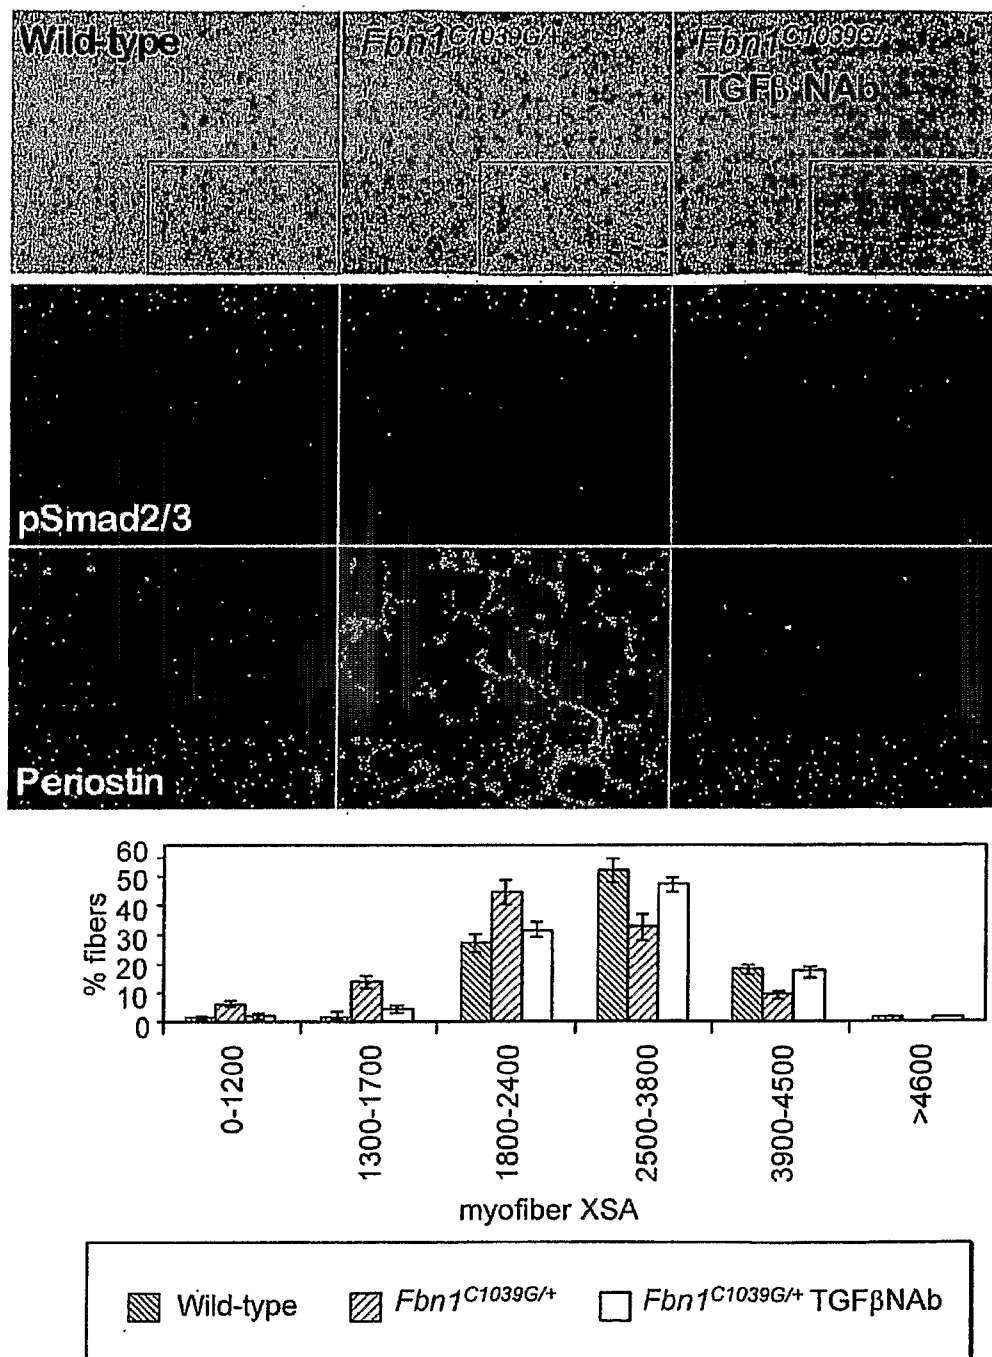 Wild-type
Fbn1C1039G/+
Fbn1C1039G/+
TGFβ NAb
pSmad2/3
Periostin
% fibers
60
50
40
30
20
10
0
0-1200
1300-1700
1800-2400
2500-3800
3900-4500
>4600
myofiber XSA
Wild-type
Fbn1C1039G/+
Fbn1C1039G/+ TGFβNAb